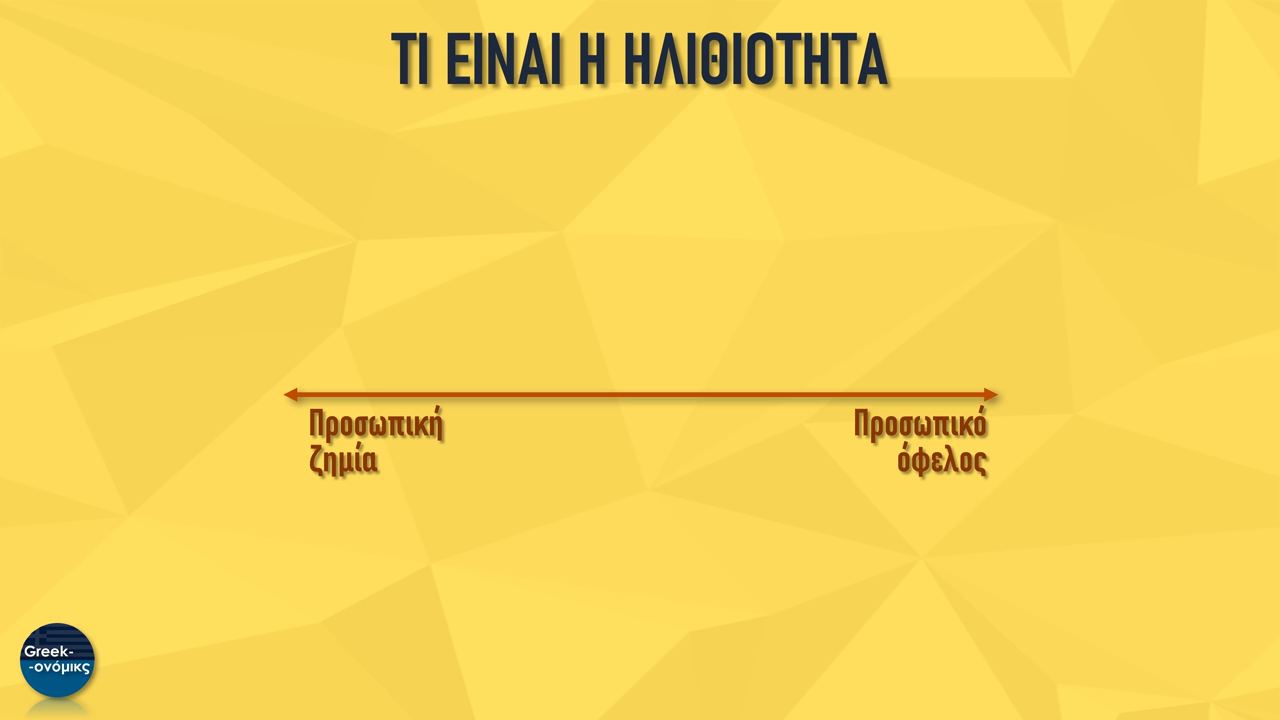 ΤΙ ΕΙΝΑΙ Η ΗΛΙΘΙΟΤΗΤΑ
Προσωπική
ζημία
Προσωπικό
όφελος
Greek-
-ονόμικς